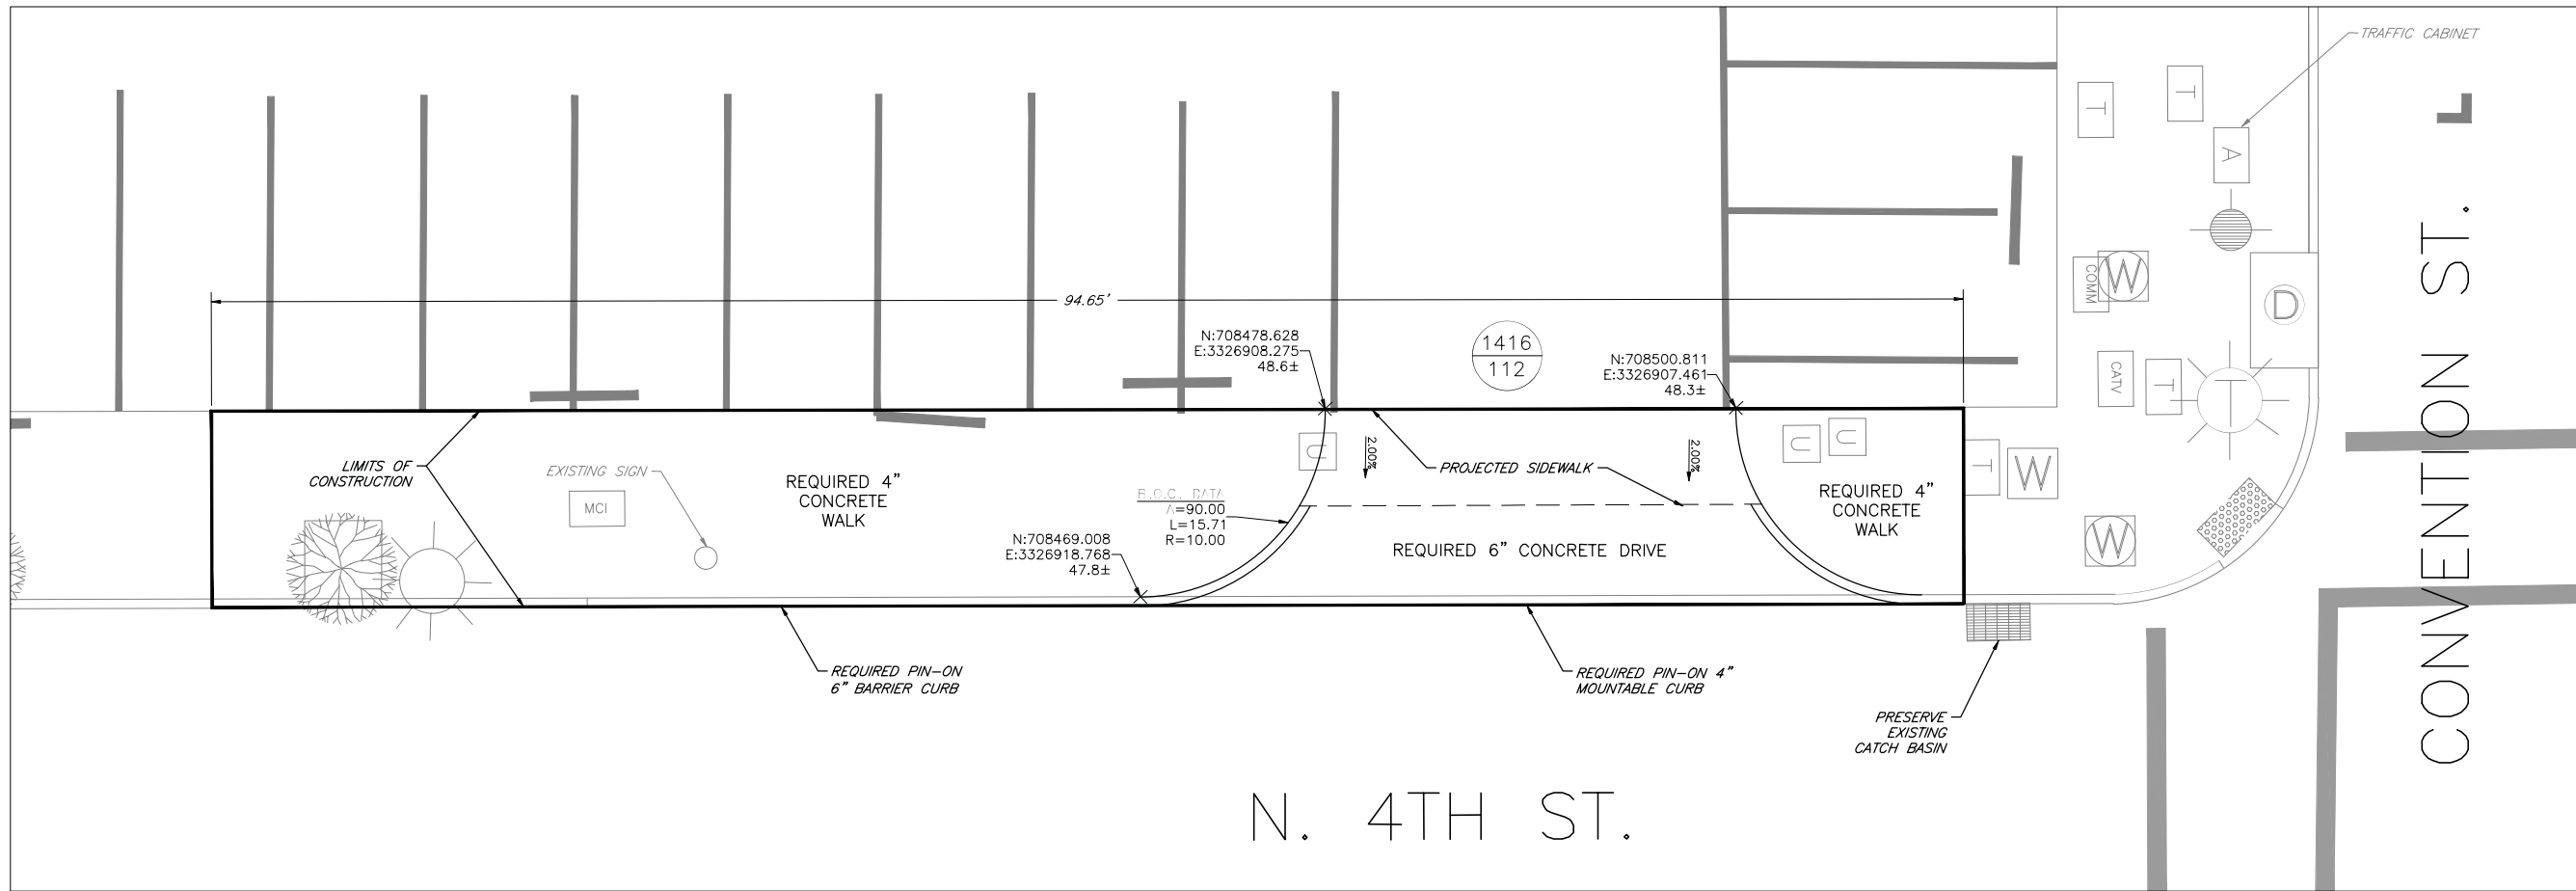 TRAFFIC CABINET
T
T
A
94.65'
N:708478.628
E:3326908.275
48.6±
1416
112
N:708500.811
E:3326907.461
48.3±
COMM
W
D
CATV
T
T
LIMITS OF
CONSTRUCTION
EXISTING SIGN
MCI
REQUIRED 4"
CONCRETE
WALK
U
2.00%
PROJECTED SIDEWALK
2.00%
U
U
B.O.C. DATA
Δ=90.00
L=15.71
R=10.00
N:708469.008
E:3326918.768
47.8±
REQUIRED 6" CONCRETE DRIVE
REQUIRED 4"
CONCRETE
WALK
T
W
W
REQUIRED PIN-ON
6" BARRIER CURB
REQUIRED PIN-ON 4"
MOUNTABLE CURB
PRESERVE
EXISTING
CATCH BASIN
N. 4TH ST.
CONVENTION ST.